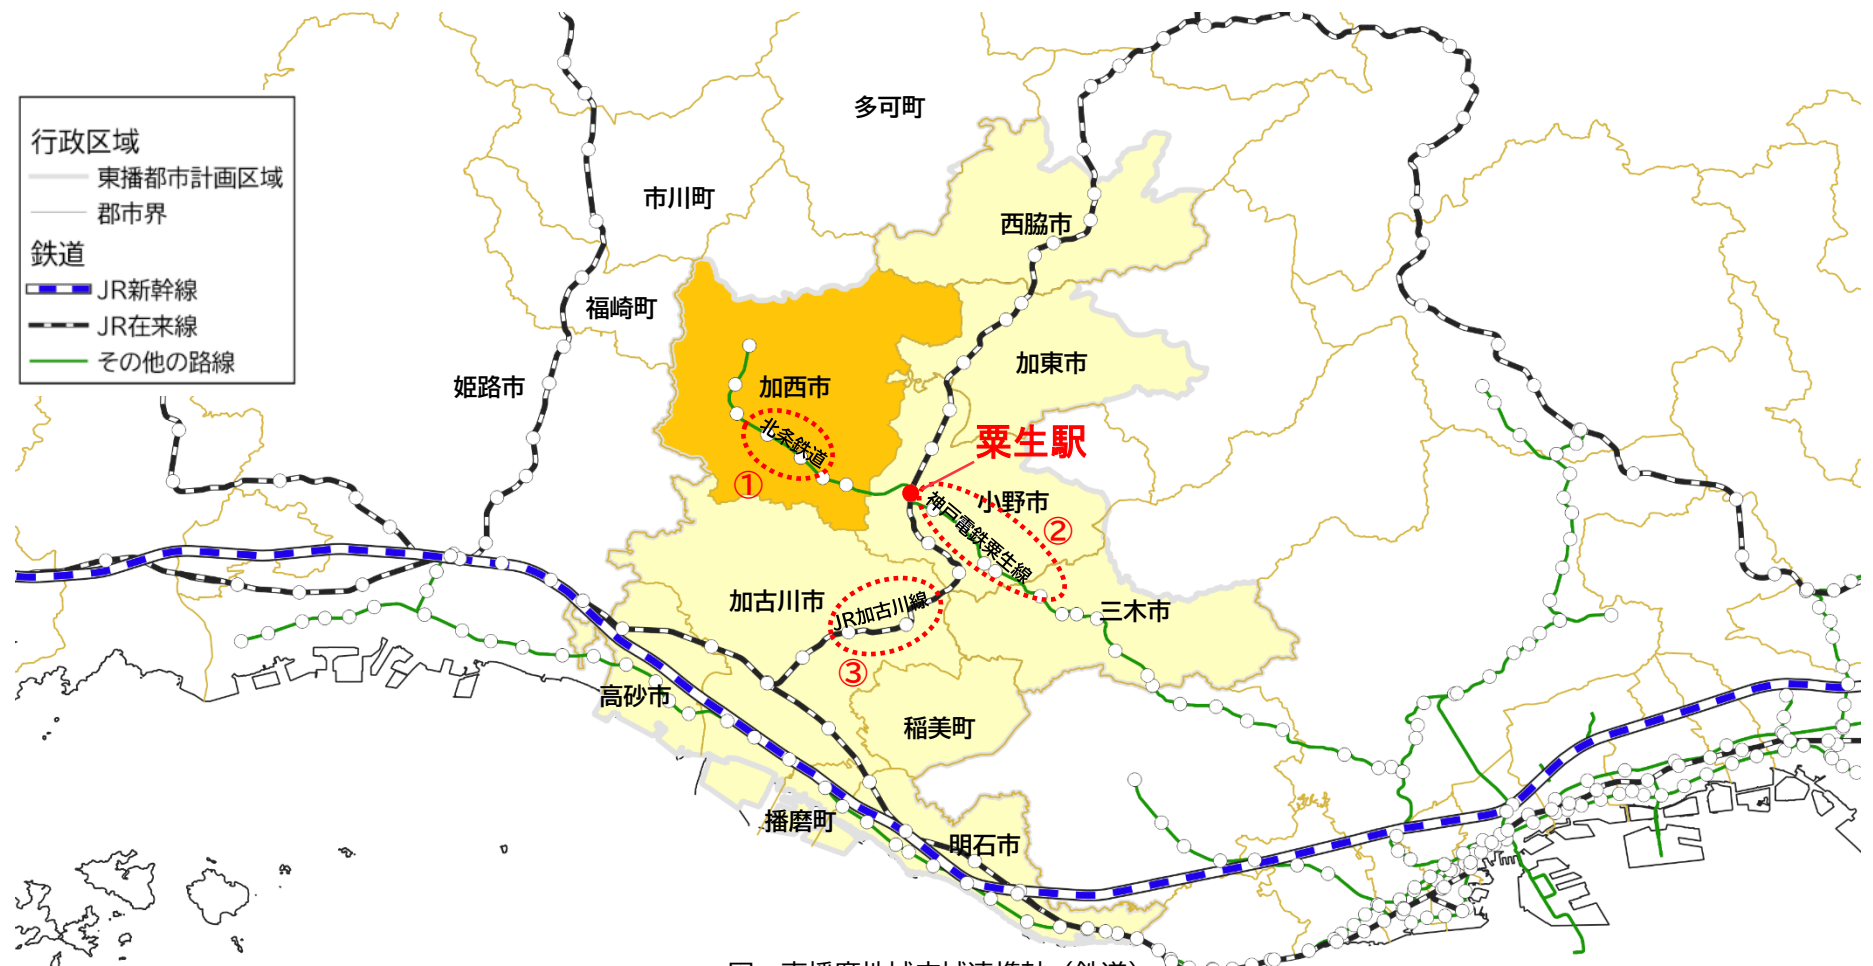 行政区域
東播都市計画区域
郡市界
鉄道
JR新幹線
JR在来線
その他の路線
多可町
市川町
西脇市
福崎町
加東市
姫路市
加西市
北条鉄道
①
粟生駅
小野市
神戸電鉄粟生線
②
加古川市
JR加古川線
③
三木市
高砂市
稲美町
播磨町
明石市